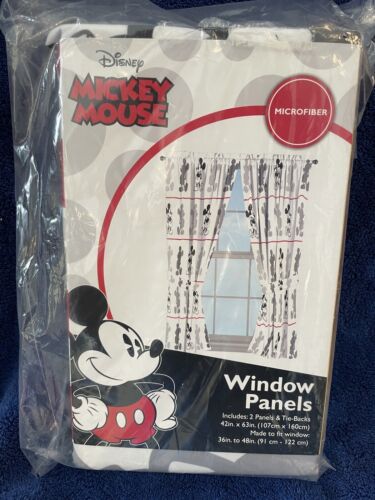 Disney
MICKEY
MOUSE
MICROFIBER
Window
Panels
Includes: 2 Panels & Tie-Backs
42in. x 63in. (107cm x 160cm)
Made to fit window:
36in. to 48in. (91 cm - 122 cm)